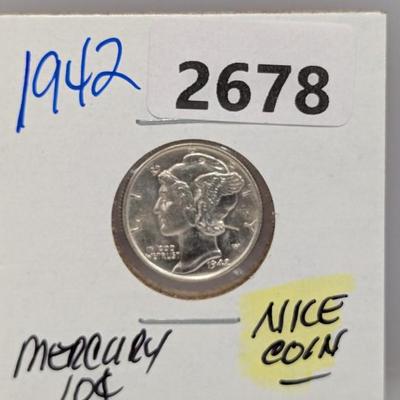 1942
2678
IN GOD
WE TRUST
1942
MERCURY
10¢
NICE
COIN